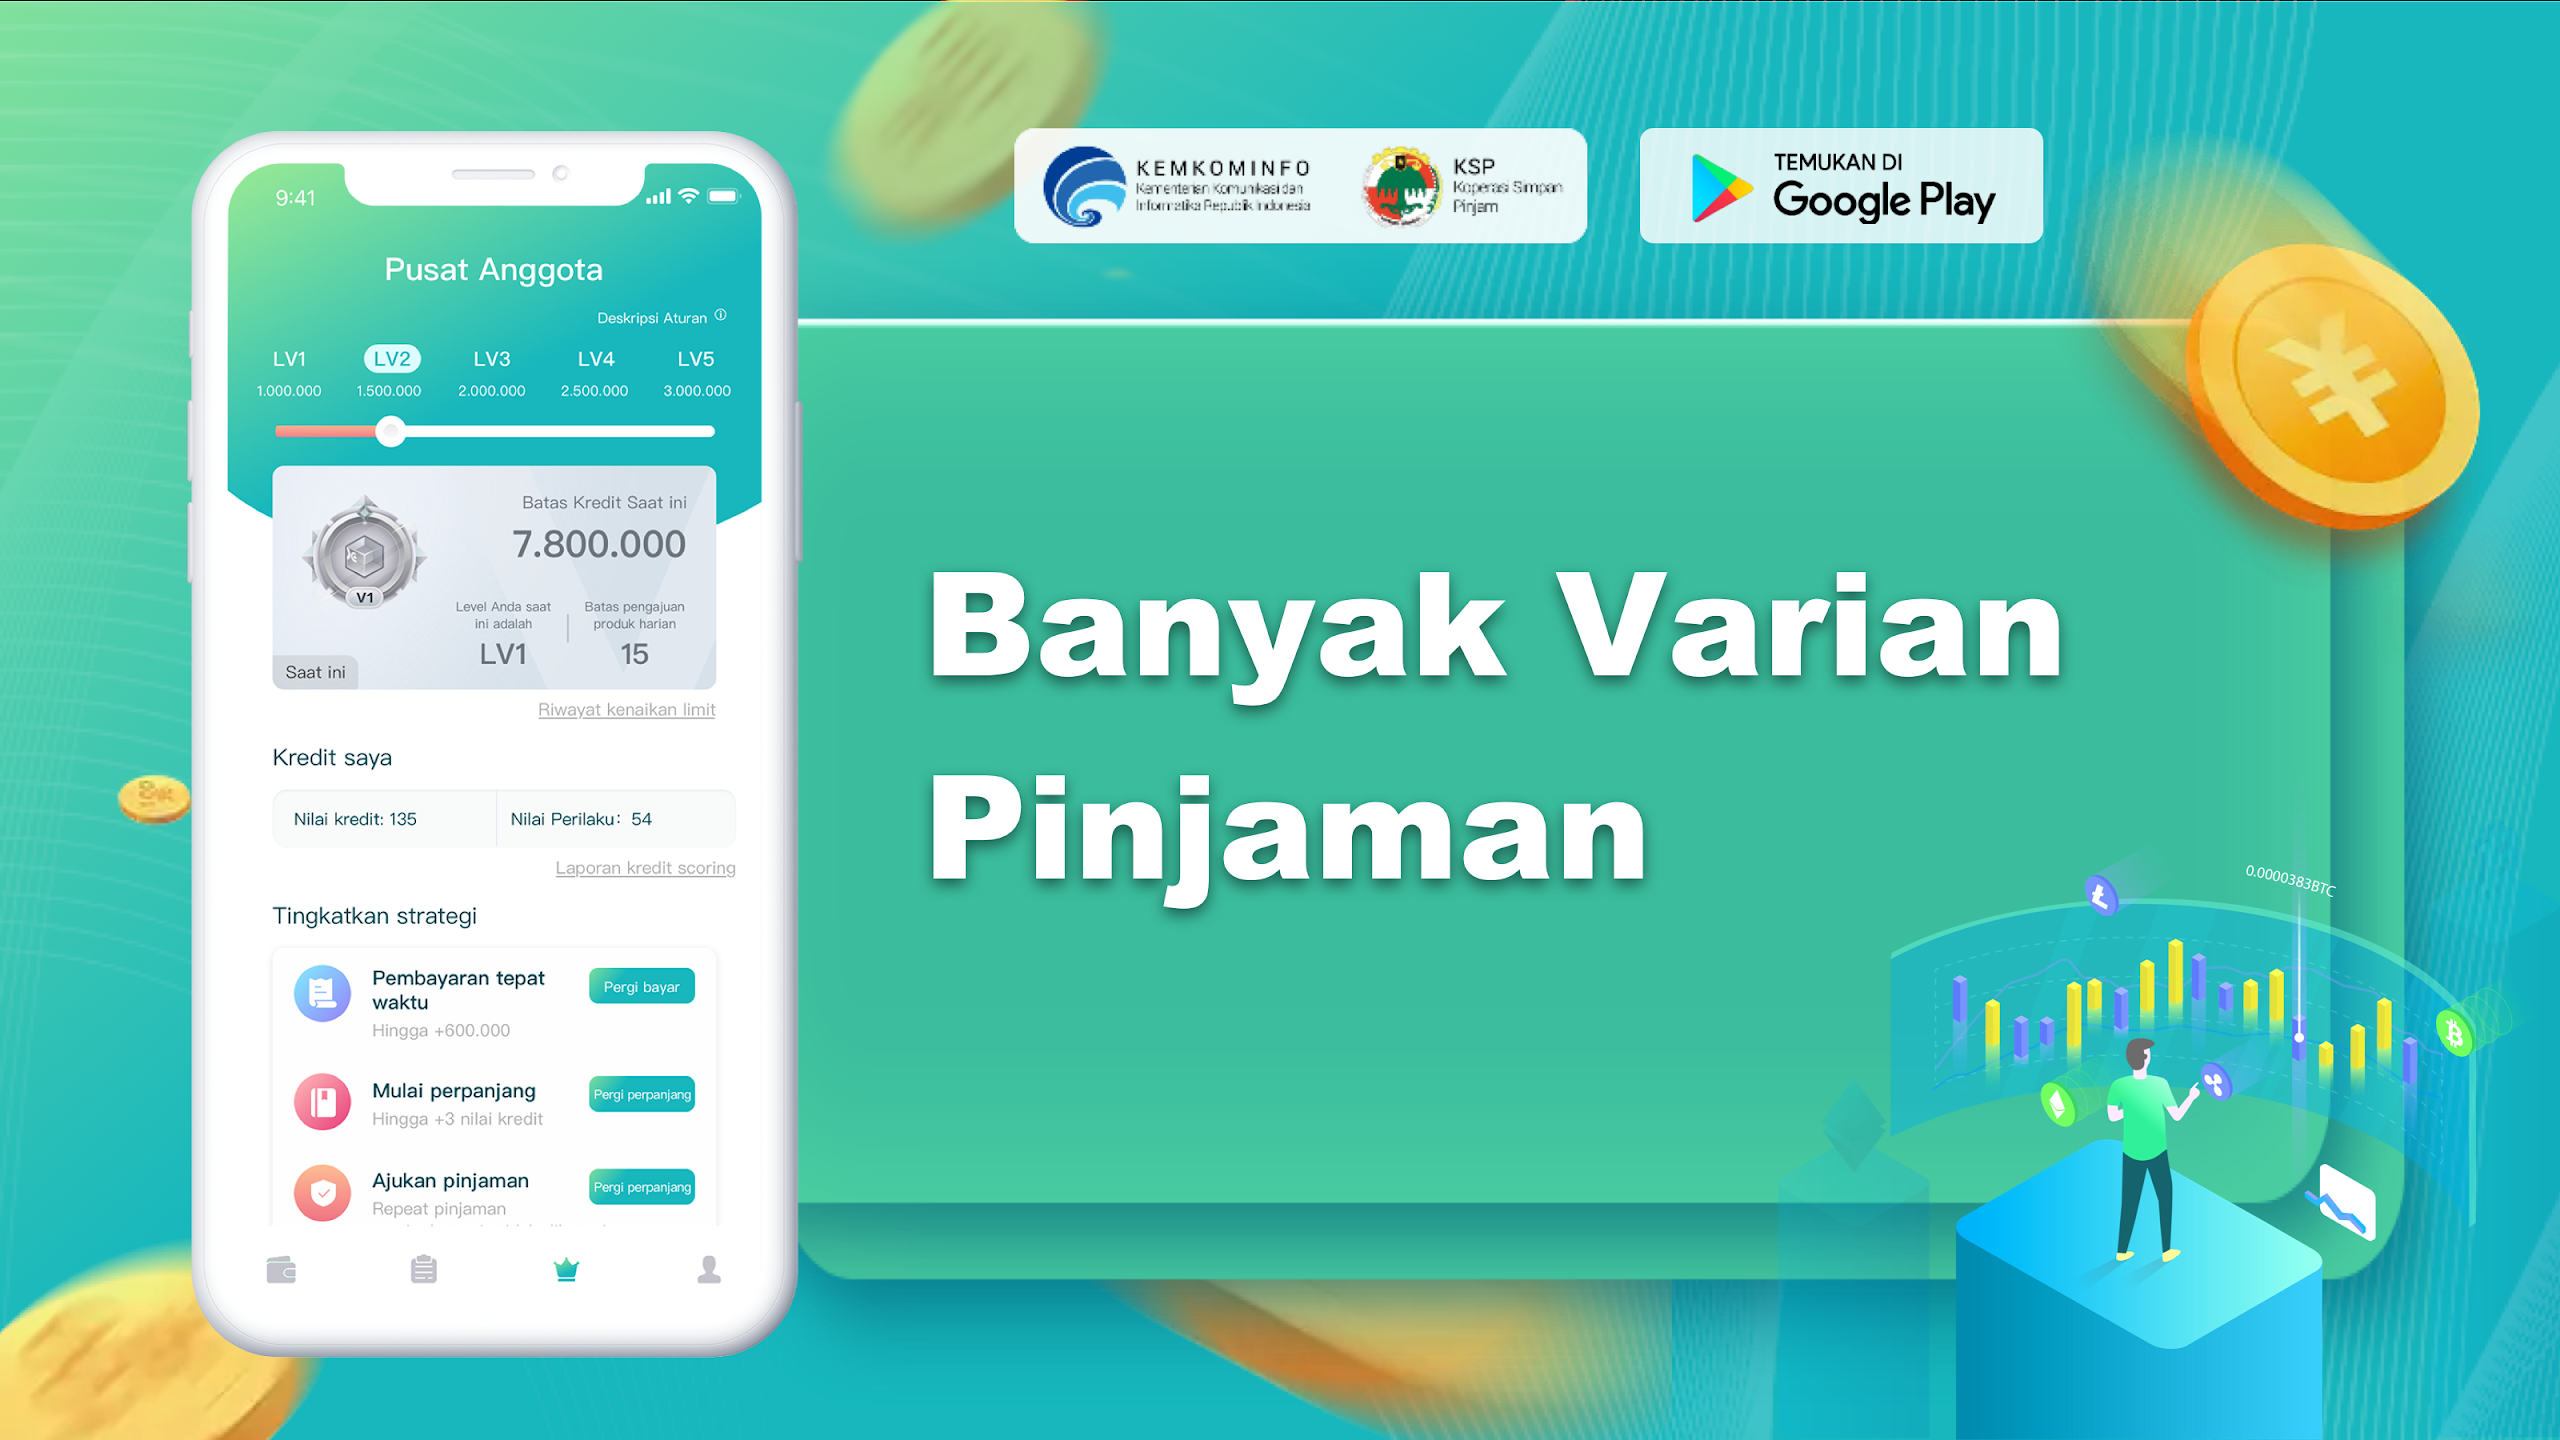 9:41
Pusat Anggota
Deskripsi Aturan
LV1 LV2 LV3 LV4 LV5
1.000.000 1.500.000 2.000.000 2.500.000 3.000.000
Batas Kredit Saat ini
7.800.000
V1
Level Anda saat
ini adalah
LV1
Batas pengajuan
produk harian
15
Saat ini
Riwayat kenaikan limit
Kredit saya
Nilai kredit: 135
Nilai Perilaku: 54
Laporan kredit scoring
Tingkatkan strategi
Pembayaran tepat
waktu
Hingga +600.000
Pergi bayar
Mulai perpanjang
Hingga +3 nilai kredit
Pergi perpanjang
Ajukan pinjaman
Repeat pinjaman
Pergi perpanjang
KEMKOMINFO
Kementerian Komunikasi dan
Informatika Republik Indonesia
KSP
Koperasi Simpan
Pinjam
TEMUKAN DI
Google Play
Banyak Varian
Pinjaman
0.0000383BTC